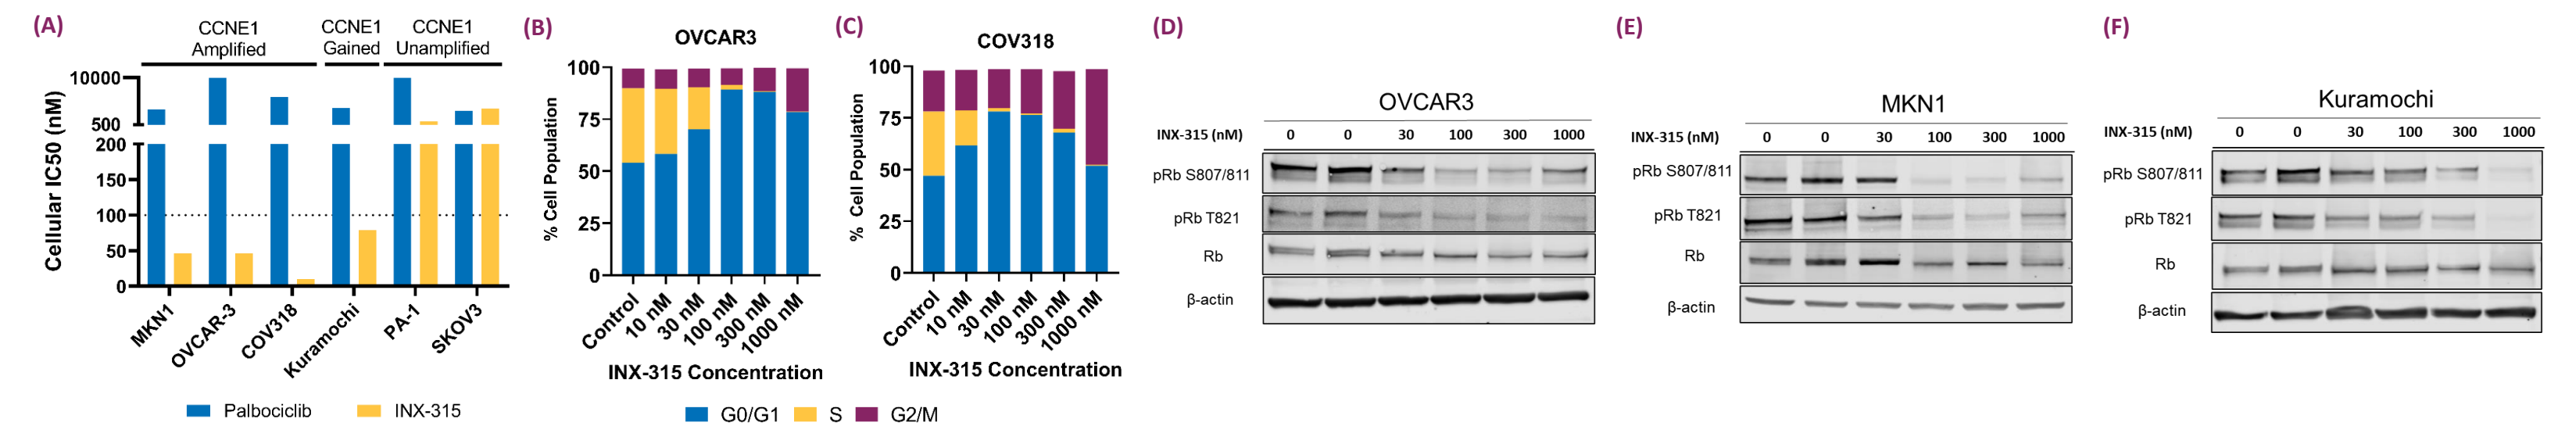 (A)
CCNE1 Amplified
CCNE1 Gained
CCNE1 Unamplified
Cellular IC50 (nM)
10000
500
200
150
100
50
0
MKN1
OVCAR-3
COV318
Kuramochi
PA-1
SKOV3
Palbociclib
INX-315
(B)
OVCAR3
% Cell Population
100
75
50
25
0
Control
10 nM
30 nM
100 nM
300 nM
1000 nM
INX-315 Concentration
(C)
COV318
% Cell Population
100
75
50
25
0
Control
10 nM
30 nM
100 nM
300 nM
1000 nM
INX-315 Concentration
G0/G1
S
G2/M
(D)
OVCAR3
INX-315 (nM) 0 0 30 100 300 1000
pRb S807/811
pRb T821
Rb
β-actin
(E)
MKN1
INX-315 (nM) 0 0 30 100 300 1000
pRb S807/811
pRb T821
Rb
β-actin
(F)
Kuramochi
INX-315 (nM) 0 0 30 100 300 1000
pRb S807/811
pRb T821
Rb
β-actin